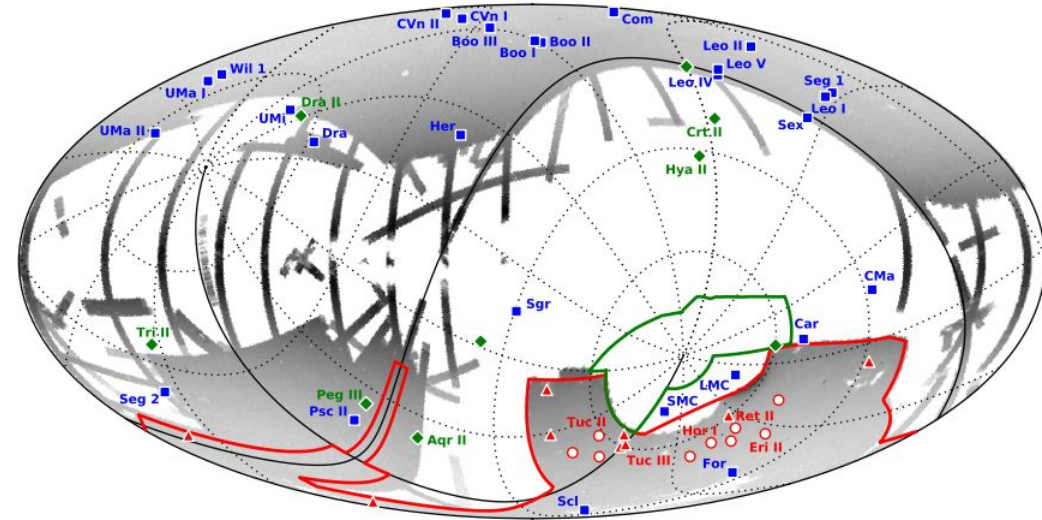 CVn II
CVn I
Com
Boo III
Boo I
Boo II
Leo II
Wil 1
UMa I
Leo V
Leo IV
Seg 1
Leo I
UMi
Dra II
UMa II
Dra
Her
Crt II
Sex
Hya II
CMa
Sgr
Car
Tri II
LMC
Seg 2
Peg III
SMC
Psc II
Tuc II
Hor I
Ret II
Aqr II
Tuc III
Eri II
For
Scl